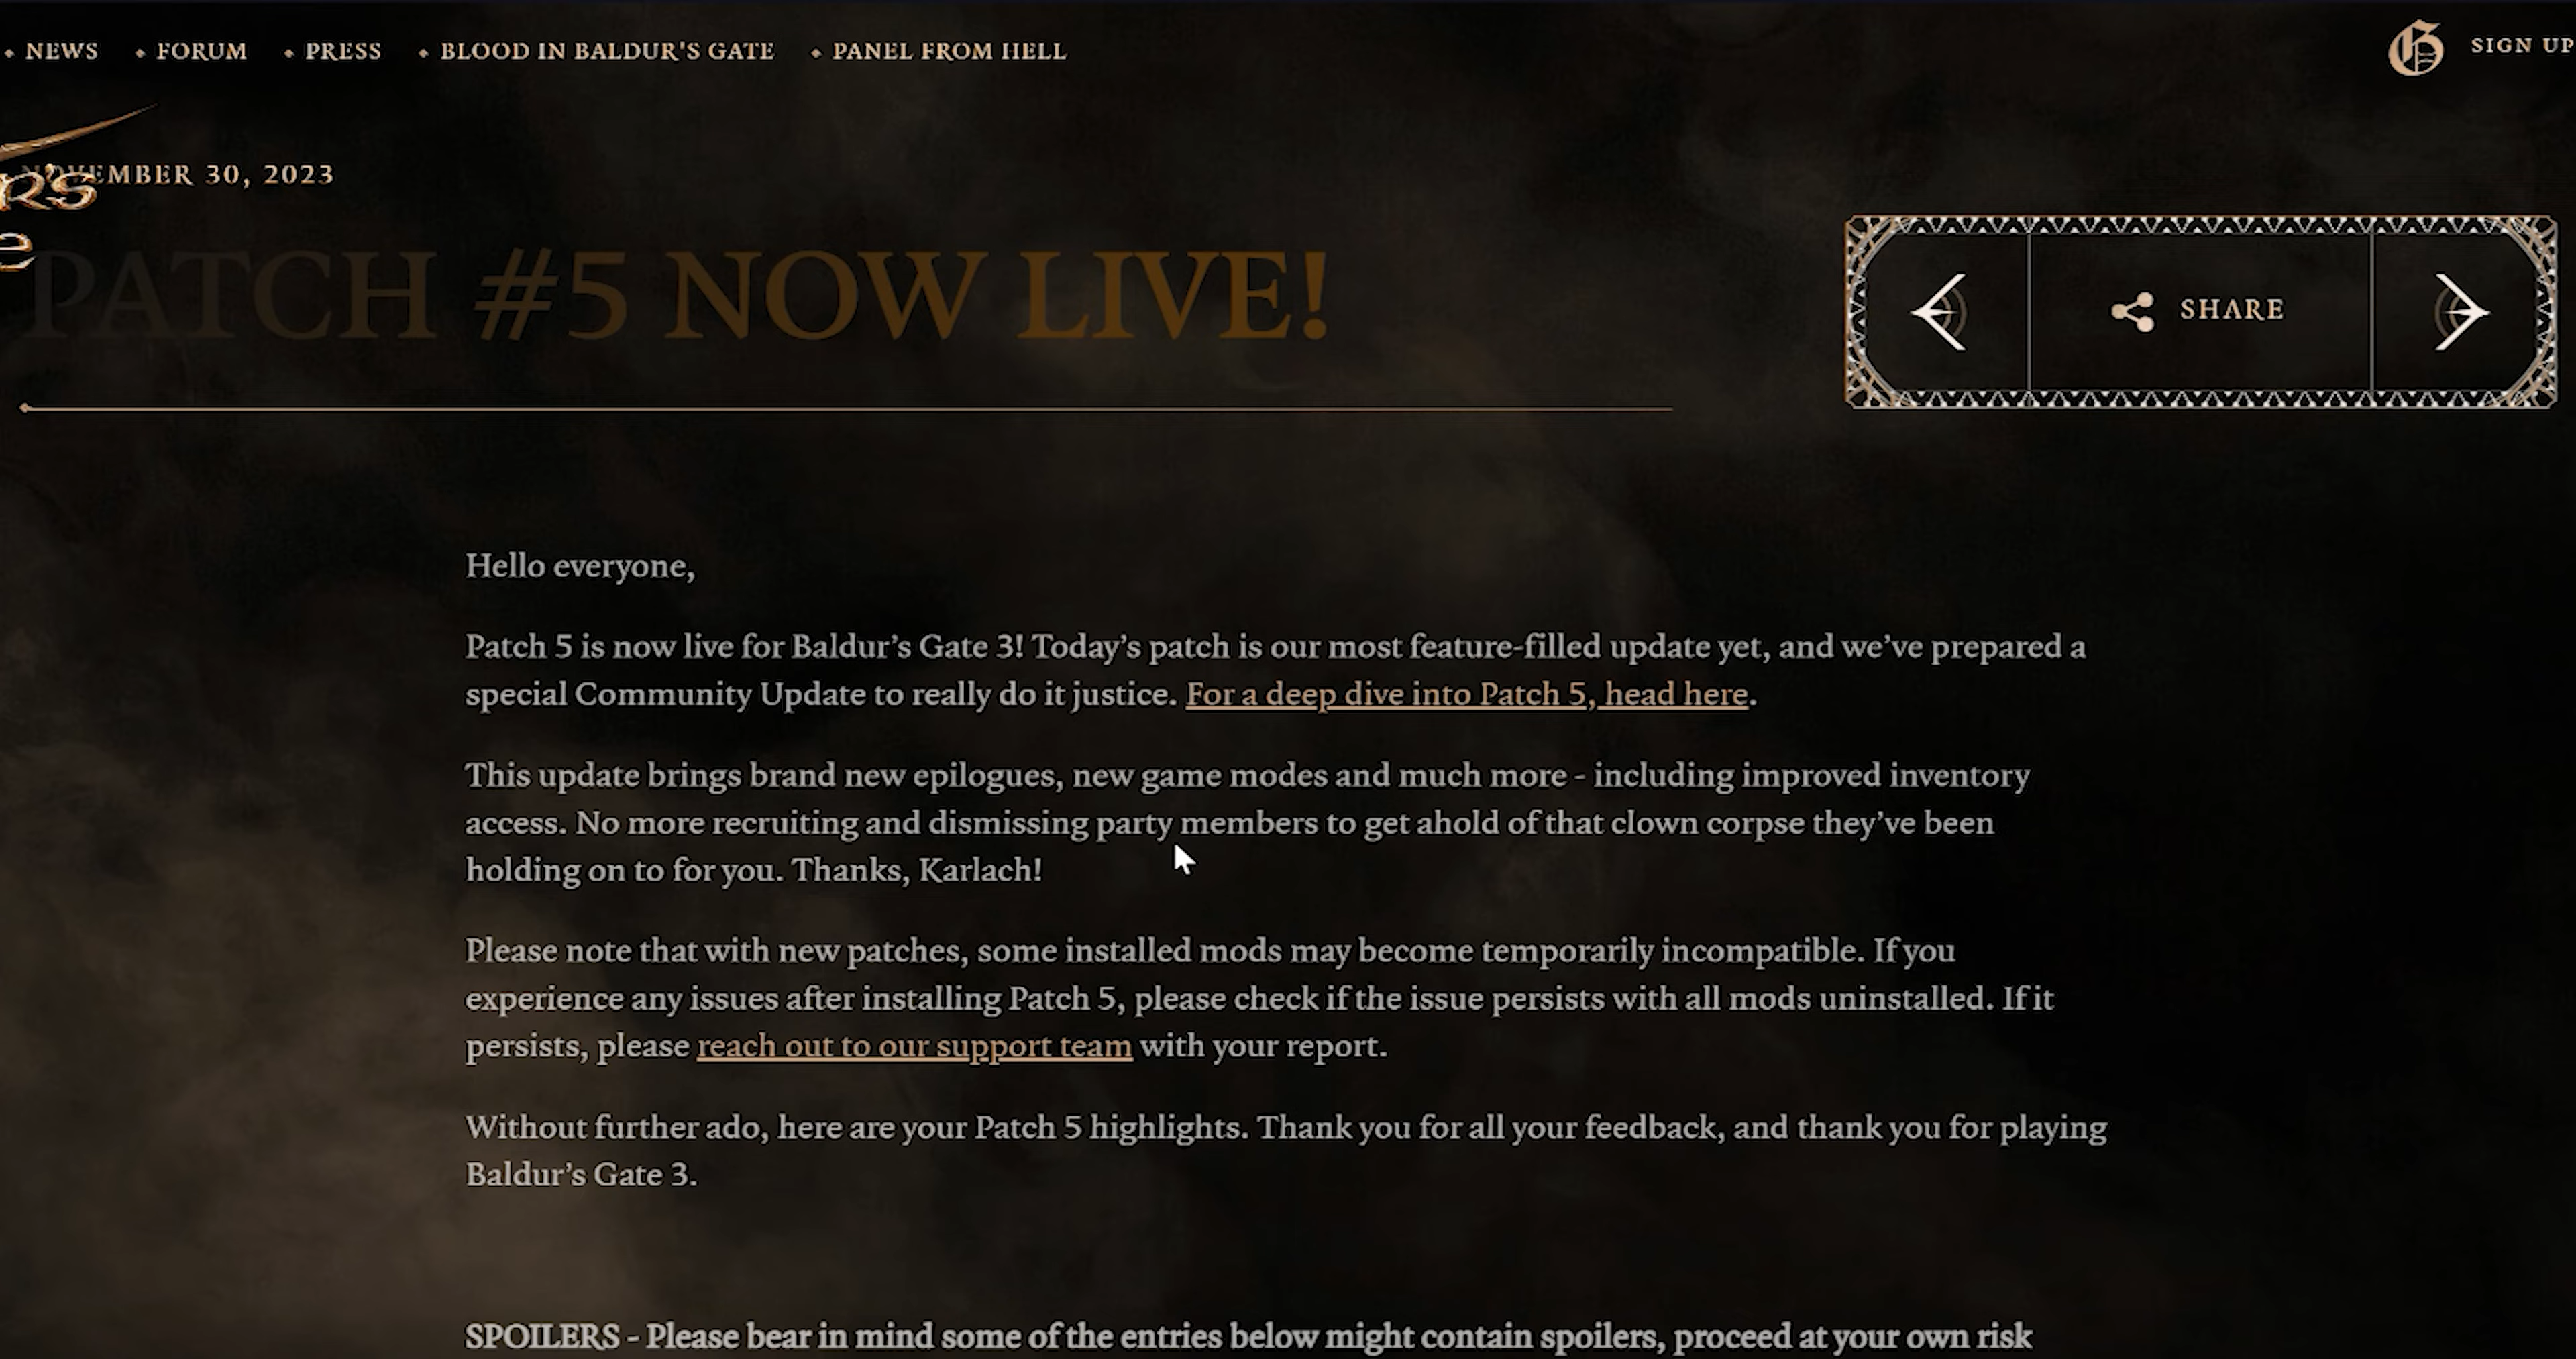 NEWS FORUM PRESS BLOOD IN BALDUR'S GATE PANEL FROM HELL SIGN UP
NOVEMBER 30, 2023
PATCH #5 NOW LIVE!
SHARE
Hello everyone,
Patch 5 is now live for Baldur's Gate 3! Today's patch is our most feature-filled update yet, and we've prepared a
special Community Update to really do it justice. For a deep dive into Patch 5, head here.
This update brings brand new epilogues, new game modes and much more - including improved inventory
access. No more recruiting and dismissing party members to get ahold of that clown corpse they've been
holding on to for you. Thanks, Karlach!
Please note that with new patches, some installed mods may become temporarily incompatible. If you
experience any issues after installing Patch 5, please check if the issue persists with all mods uninstalled. If it
persists, please reach out to our support team with your report.
Without further ado, here are your Patch 5 highlights. Thank you for all your feedback, and thank you for playing
Baldur's Gate 3.
SPOILERS - Please bear in mind some of the entries below might contain spoilers, proceed at your own risk